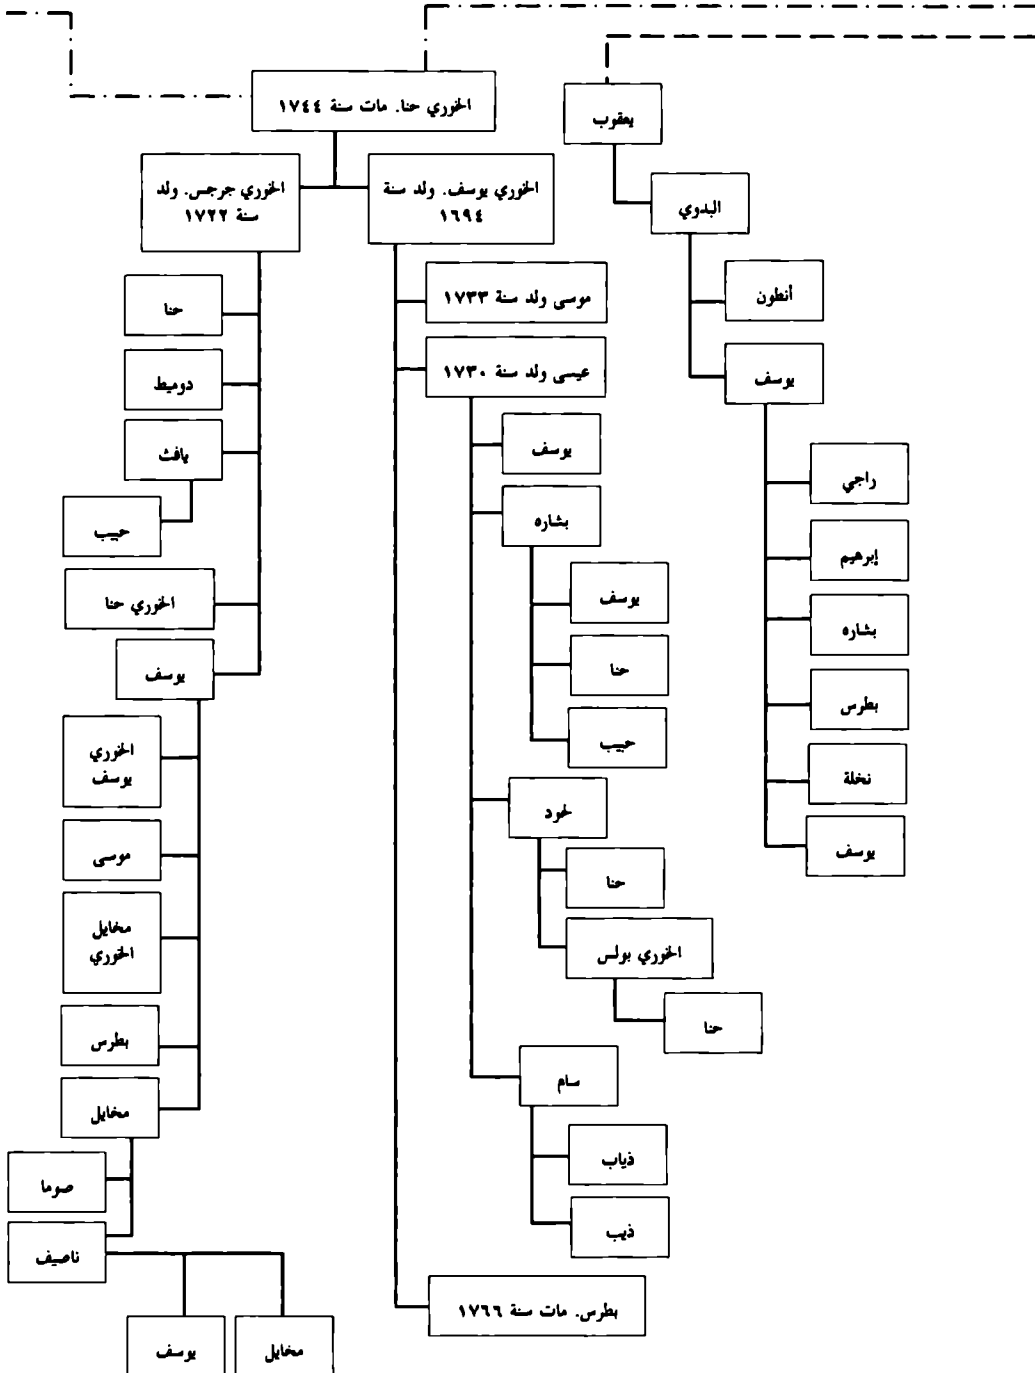 يعقوب
البدوي
أنطون
يوسف
راجي
إبرهيم
بشاره
بطرس
نخلة
يوسف
الخوري حنا. مات سنة ١٧٤٤
الخوري يوسف. ولد سنة
١٦٩٤
موسى ولد سنة ١٧٣٣
عيسى ولد سنة ١٧٣٠
يوسف
بشاره
يوسف
حنا
حبيب
لحود
حنا
الخوري بولس
حنا
سام
ذياب
ذيب
بطرس. مات سنة ١٧٦٦
الخوري جرجس. ولد
سنة ١٧٢٢
حنا
دوميط
يافث
حبيب
الخوري حنا
يوسف
الخوري
يوسف
موسى
مخايل
الخوري
بطرس
مخايل
صوما
ناصيف
مخايل
يوسف